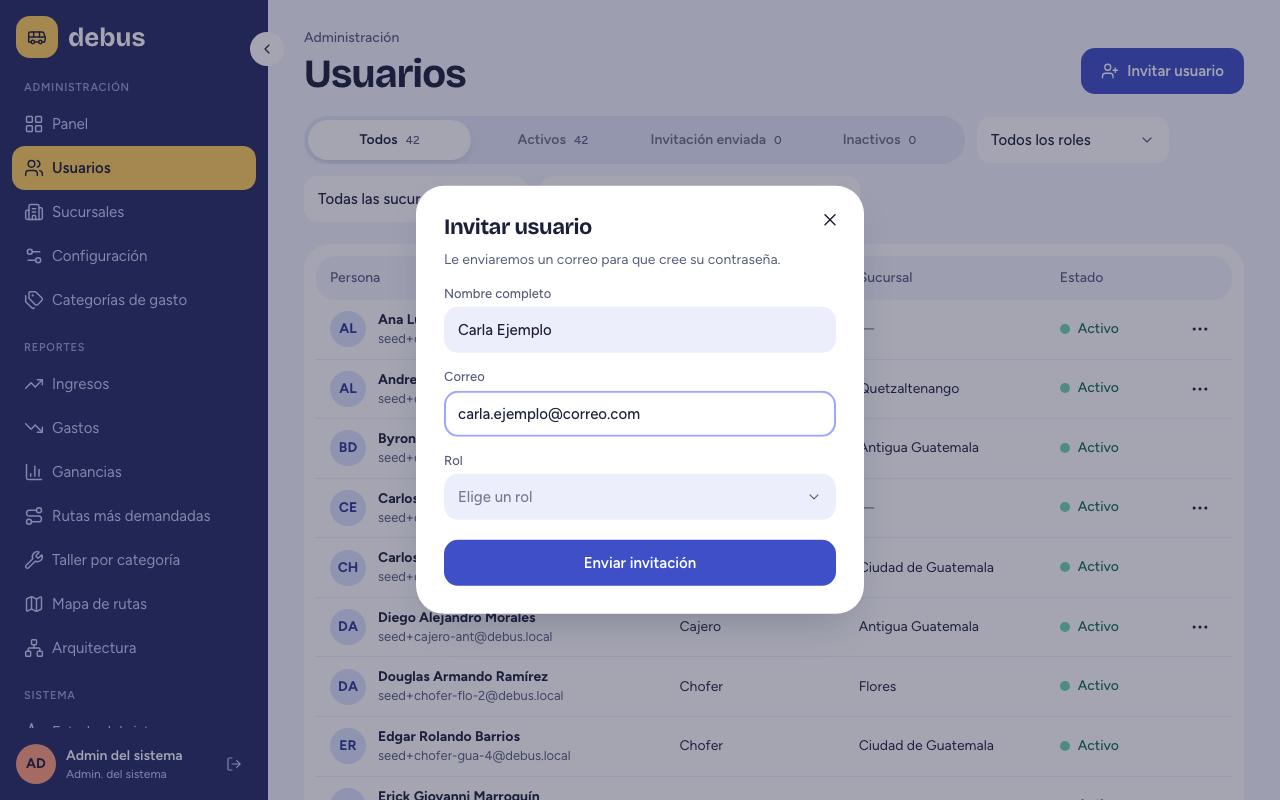 debus
ADMINISTRACIÓN
Panel
Usuarios
Sucursales
Configuración
Categorías de gasto
REPORTES
Ingresos
Gastos
Ganancias
Rutas más demandadas
Taller por categoría
Mapa de rutas
Arquitectura
SISTEMA
AD
Admin del sistema
Admin. del sistema
Administración
Usuarios
Invitar usuario
Todos 42
Activos 42
Invitación enviada 0
Inactivos 0
Todos los roles
Todas las
Invitar usuario
Le enviaremos un correo para que cree su contraseña.
Nombre completo
Carla Ejemplo
Correo
carla.ejemplo@correo.com
Rol
Elige un rol
Enviar invitación
Persona
Sucursal
Estado
AL
Ana
—
Activo
AL
Quetzaltenango
Activo
BD
Byron
Antigua Guatemala
Activo
CE
Carlos
—
Activo
CH
Carlos
Ciudad de Guatemala
Activo
DA
Diego Alejandro Morales
seed+cajero-ant@debus.local
Cajero
Antigua Guatemala
Activo
DA
Douglas Armando Ramírez
seed+chofer-flo-2@debus.local
Chofer
Flores
Activo
ER
Edgar Rolando Barrios
seed+chofer-gua-4@debus.local
Chofer
Ciudad de Guatemala
Activo
Erick Giovanni Marroquín